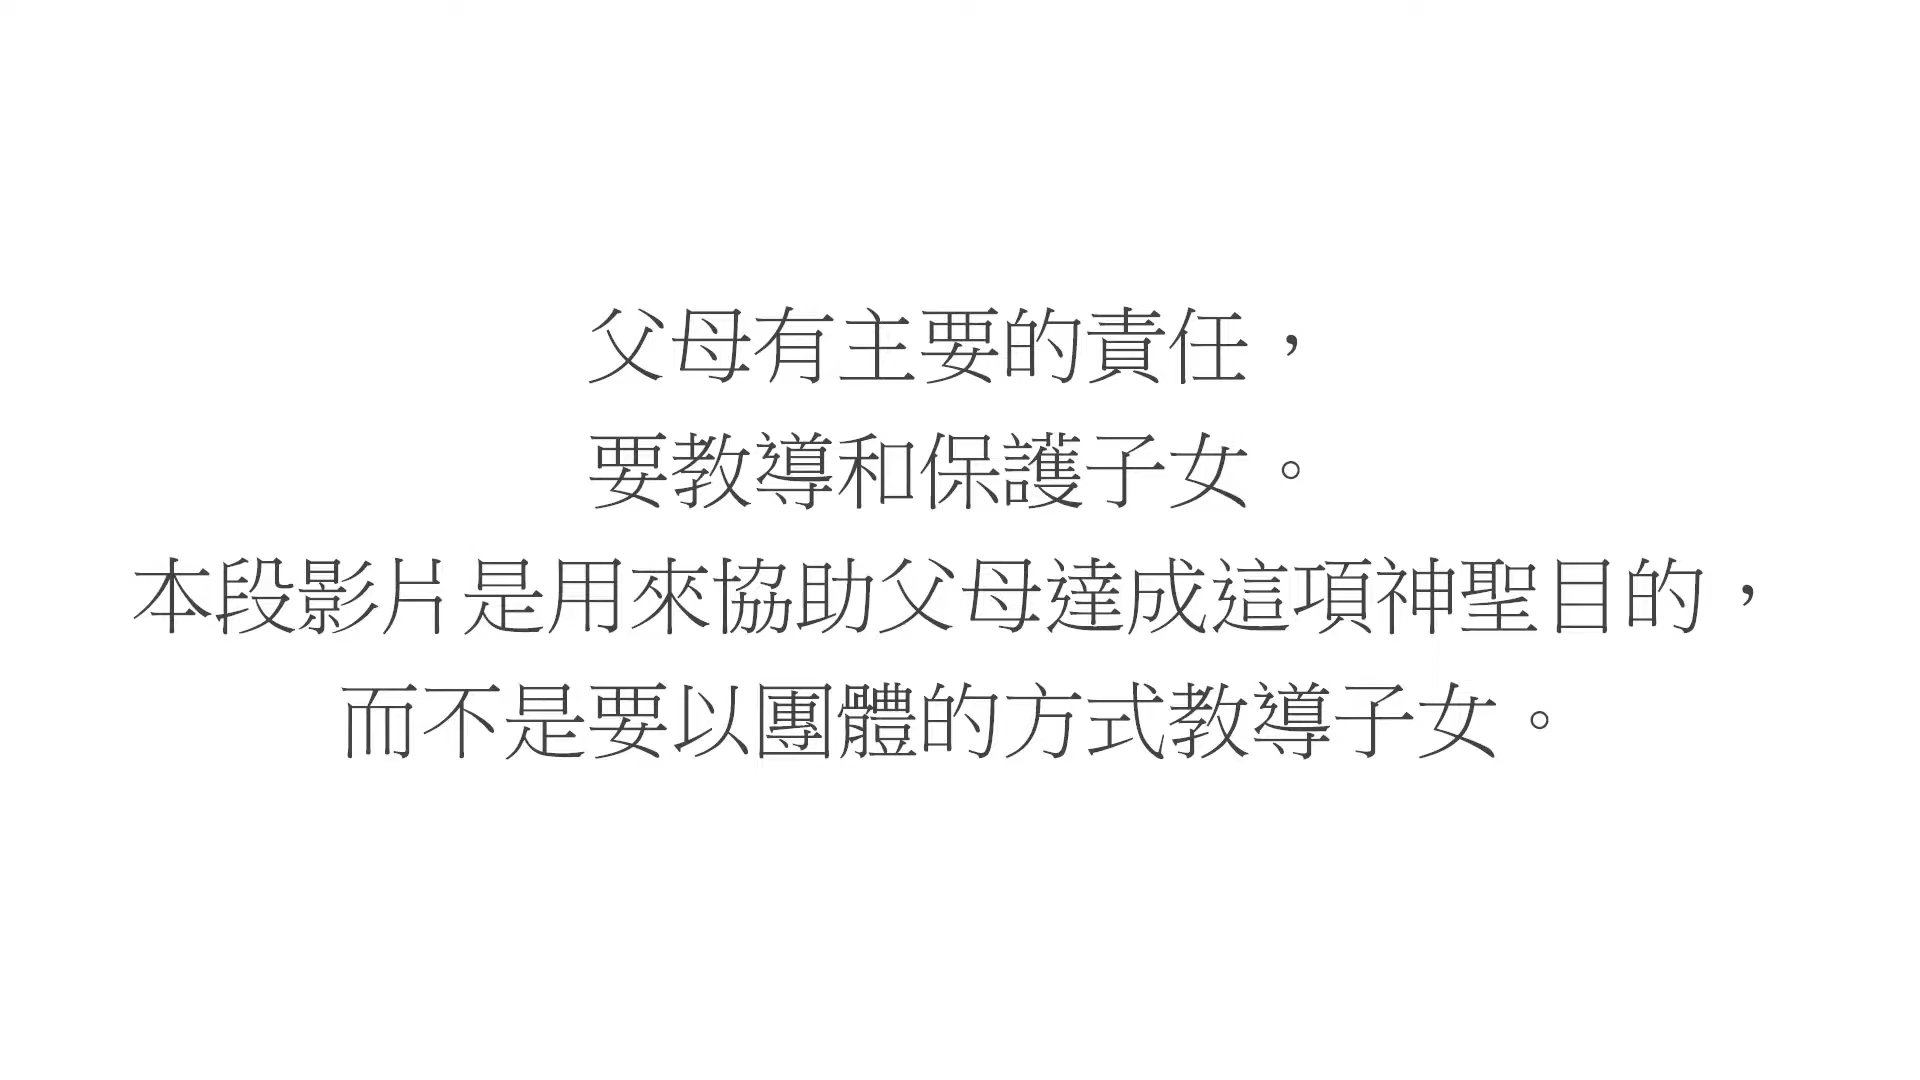 父母有主要的責任，
要教導和保護子女。
本段影片是用來協助父母達成這項神聖目的，
而不是要以團體的方式教導子女。